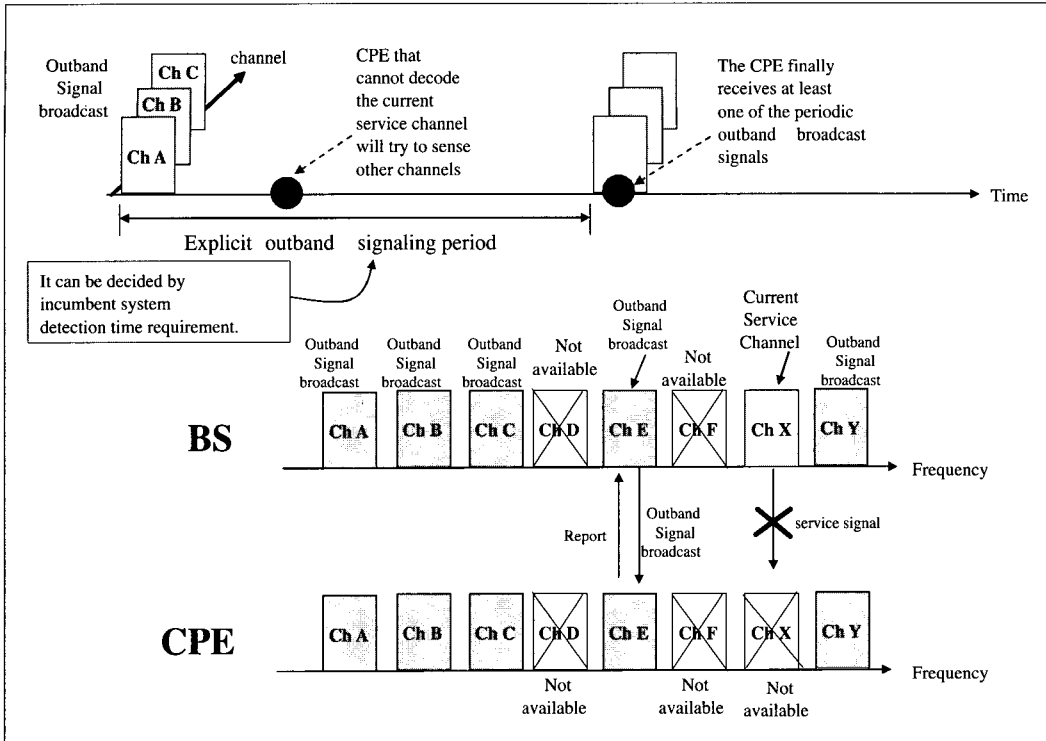 Outband
Signal
broadcast
Ch A
Ch B
Ch C
channel
CPE that
cannot decode
the current
service channel
will try to sense
other channels
The CPE finally
receives at least
one of the periodic
outband broadcast
signals
Time
Explicit outband signaling period
It can be decided by
incumbent system
detection time requirement.
BS
Outband
Signal
broadcast
Outband
Signal
broadcast
Outband
Signal
broadcast
Not
available
Outband
Signal
broadcast
Not
available
Current
Service
Channel
Outband
Signal
broadcast
Ch A
Ch B
Ch C
Ch D
Ch E
Ch F
Ch X
Ch Y
Frequency
Report
Outband
Signal
broadcast
service signal
CPE
Ch A
Ch B
Ch C
Ch D
Ch E
Ch F
Ch X
Ch Y
Frequency
Not
available
Not
available
Not
available